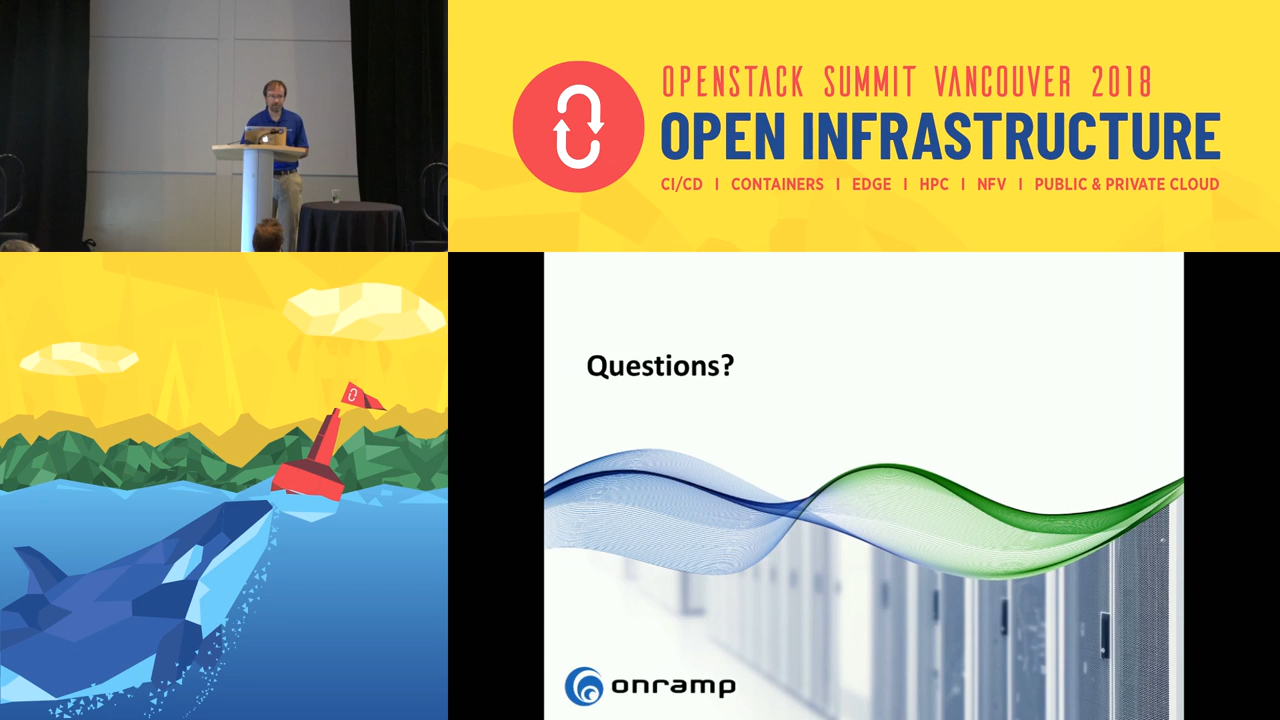 OPENSTACK SUMMIT VANCOUVER 2018
OPEN INFRASTRUCTURE
CI/CD | CONTAINERS | EDGE | HPC | NFV | PUBLIC & PRIVATE CLOUD
Questions?
onramp